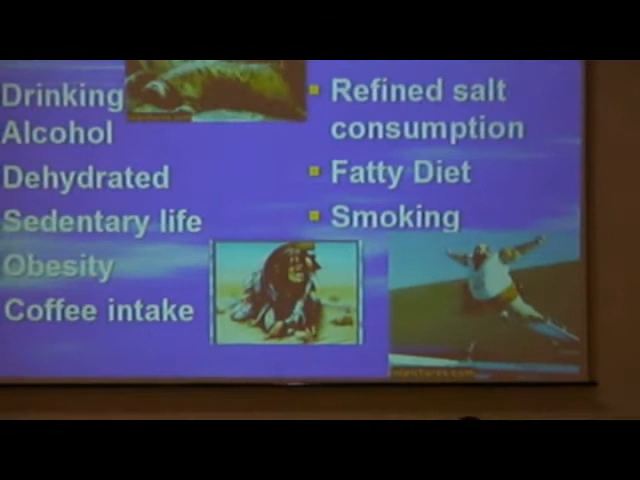 Drinking
Alcohol
Dehydrated
Sedentary life
Obesity
Coffee intake
Refined salt
consumption
Fatty Diet
Smoking